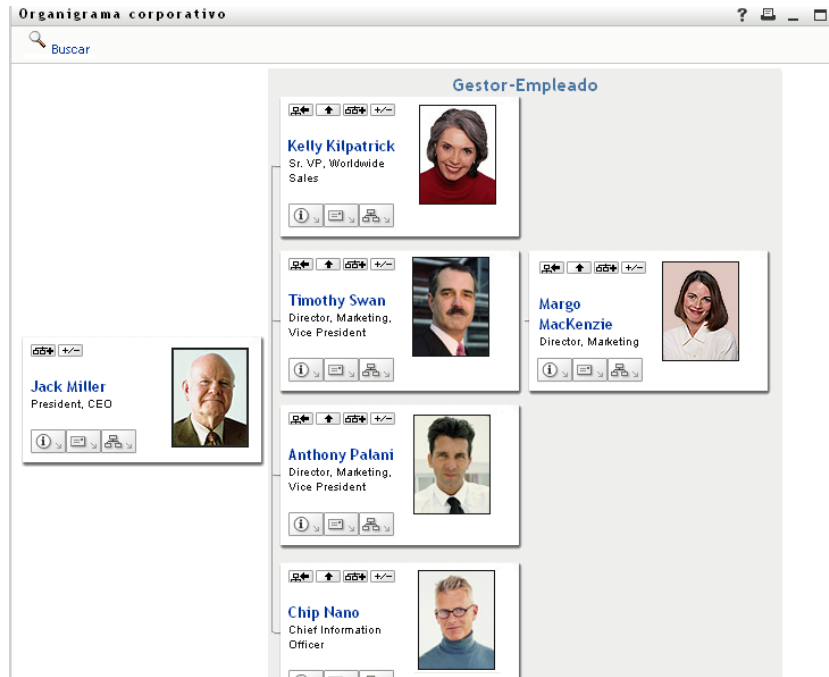 Organigrama corporativo
?
Buscar
Gestor-Empleado
+/-
Kelly Kilpatrick
Sr. VP, Worldwide
Sales
+/-
Timothy Swan
Director, Marketing,
Vice President
+/-
Margo
MacKenzie
Director, Marketing
+/-
Jack Miller
President, CEO
+/-
Anthony Palani
Director, Marketing,
Vice President
+/-
Chip Nano
Chief Information
Officer